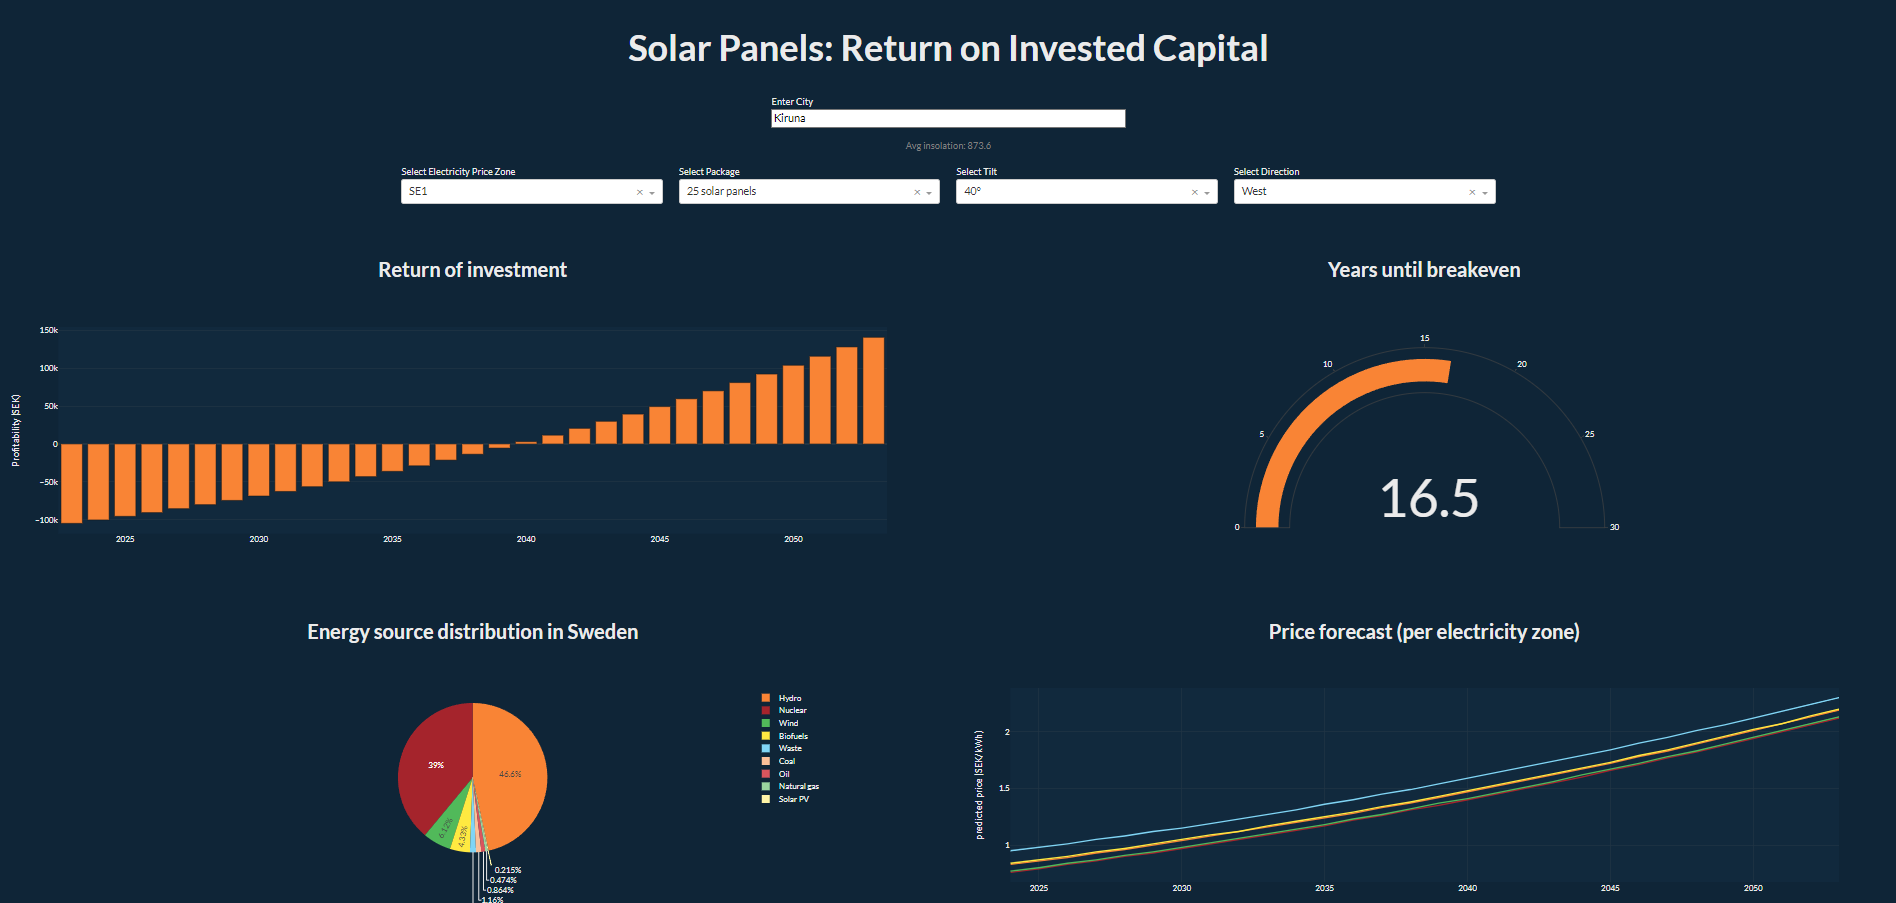 Solar Panels: Return on Invested Capital
Enter City
Kiruna
Avg insolation: 873.6
Select Electricity Price Zone
SE1
Select Package
25 solar panels
Select Tilt
40°
Select Direction
West
Return of investment
Profitability (SEK)
150k
100k
50k
0
−50k
−100k
2025 2030 2035 2040 2045 2050
Years until breakeven
0 5 10 15 20 25 30
16.5
Energy source distribution in Sweden
39%
46.6%
6.12%
4.33%
0.215%
0.474%
0.864%
1.16%
Hydro
Nuclear
Wind
Biofuels
Waste
Coal
Oil
Natural gas
Solar PV
Price forecast (per electricity zone)
predicted price (SEK/kWh)
2
1.5
1
2025 2030 2035 2040 2045 2050